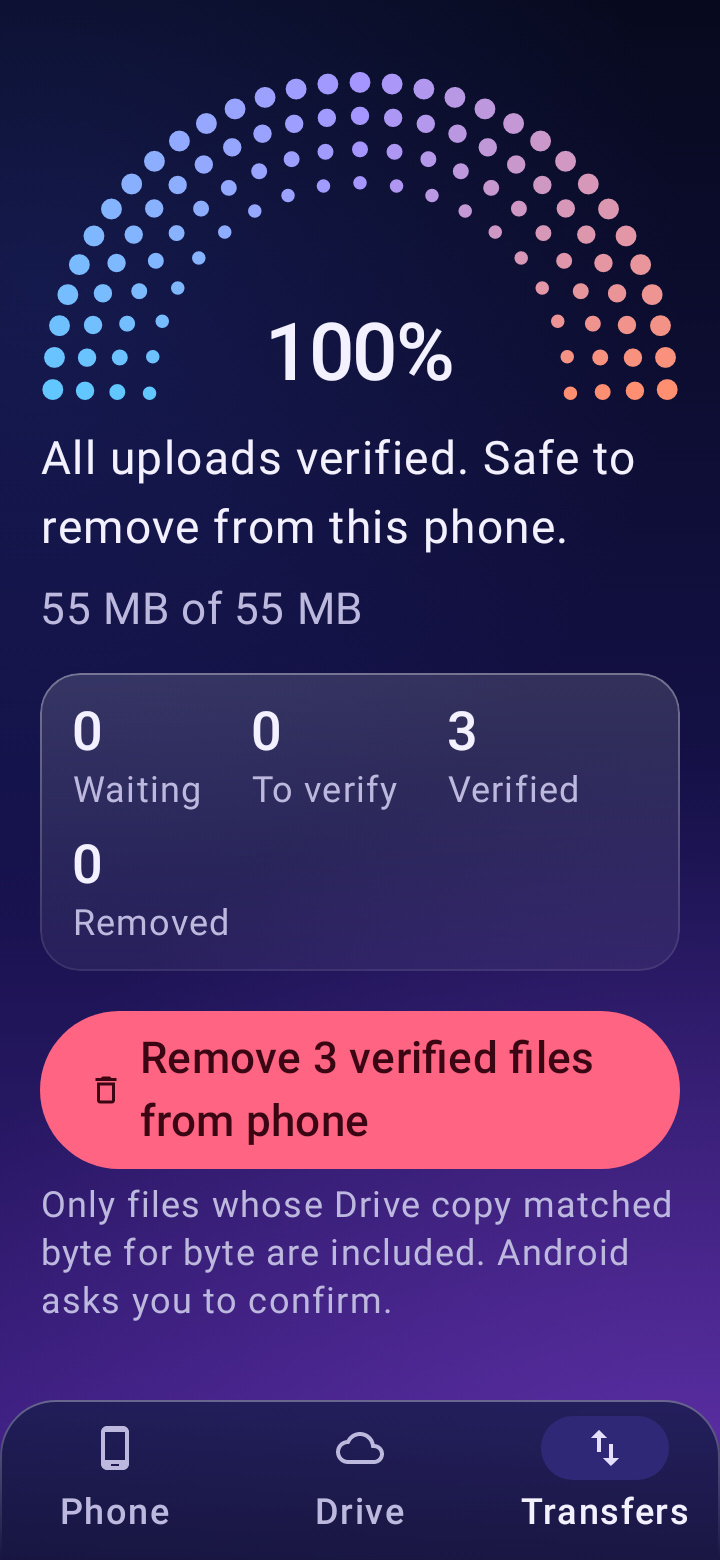 100%
All uploads verified. Safe to
remove from this phone.
55 MB of 55 MB
0 0 3
Waiting To verify Verified
0
Removed
Remove 3 verified files
from phone
Only files whose Drive copy matched
byte for byte are included. Android
asks you to confirm.
Phone Drive Transfers